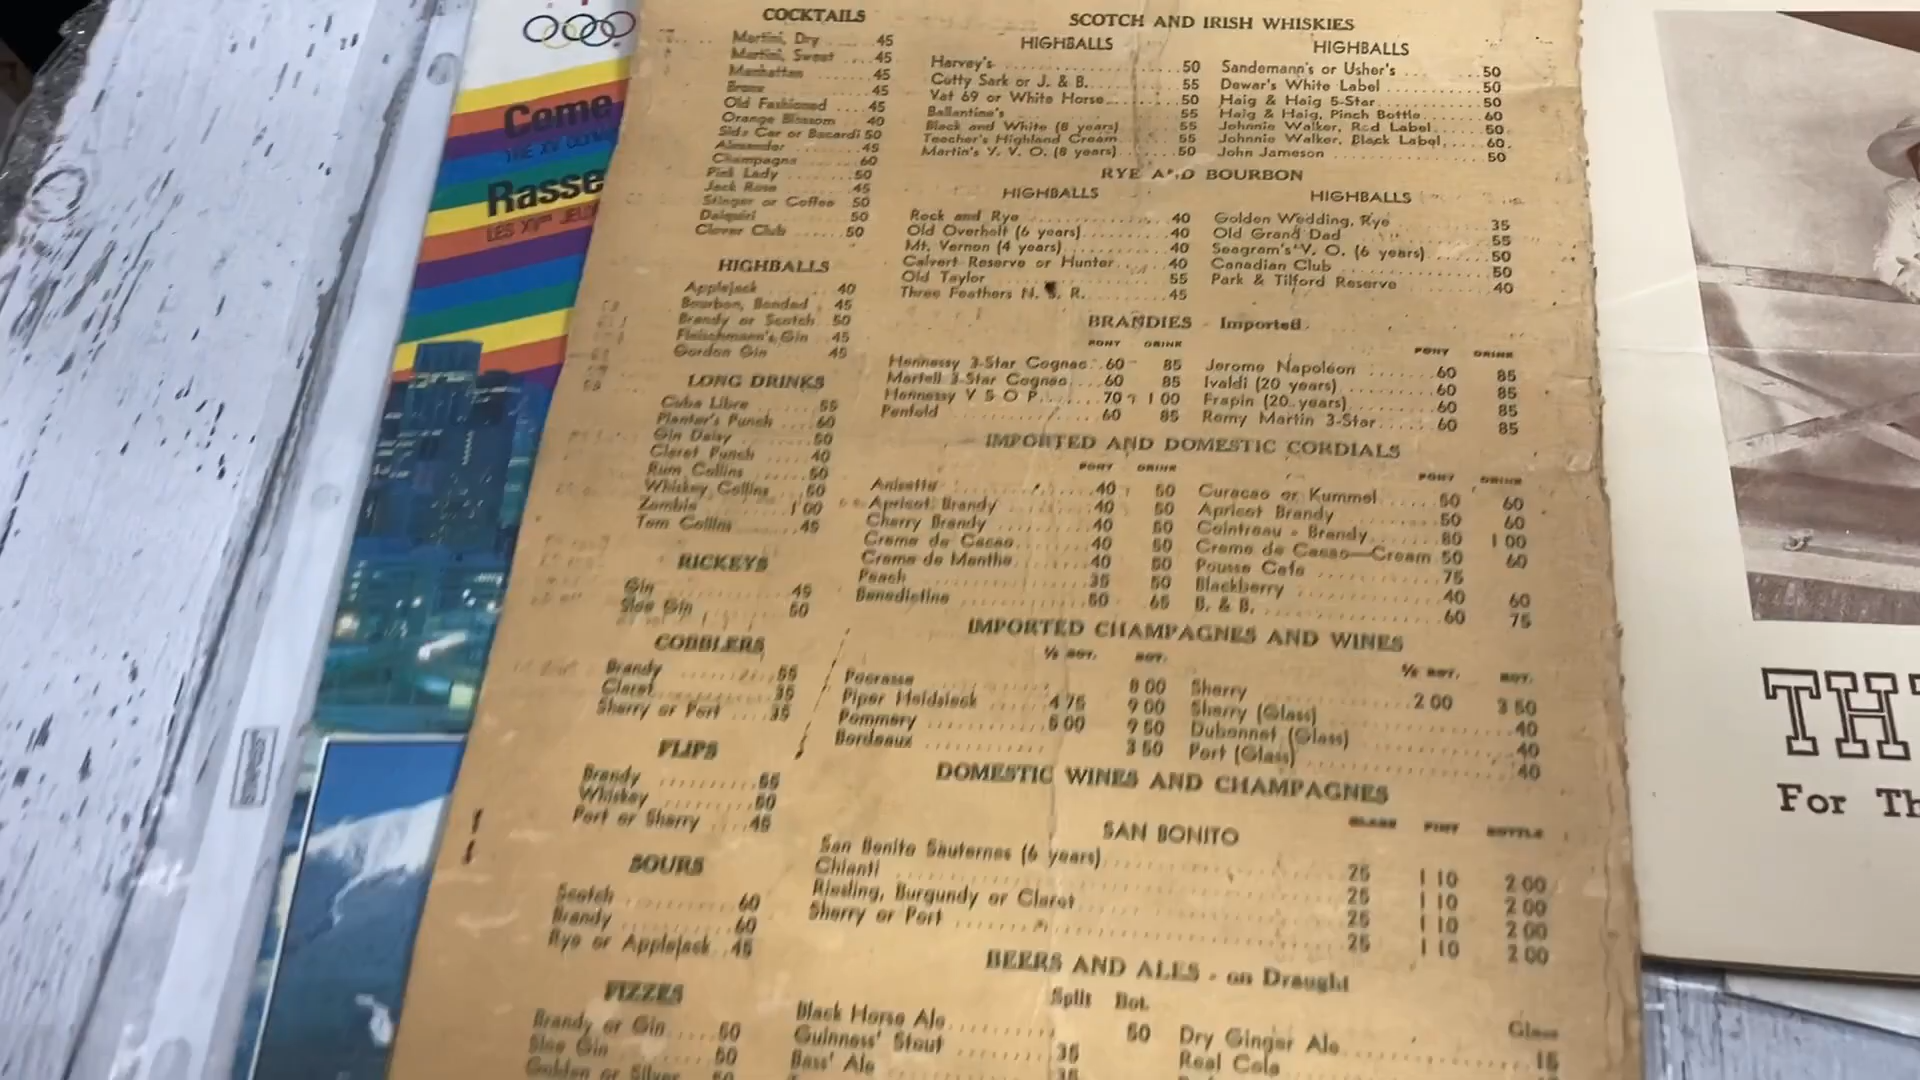 Come
Rasse
COCKTAILS
Martini, Dry 45
Martini, Sweet 45
Manhattan 45
Bronx 45
Old Fashioned 45
Orange Blossom 40
Side Car or Bacardi 50
Alexander 45
Champagne 60
Pink Lady 50
Jack Rose 45
Stinger or Coffee 50
Daiquiri 50
Clover Club 50
HIGHBALLS
Applejack 40
Bourbon, Bonded 45
Brandy or Scotch 50
Fleischmann's Gin 45
Gordon Gin 45
LONG DRINKS
Cuba Libre 55
Planter's Punch 60
Gin Daisy 50
Claret Punch 40
Rum Collins 50
Whiskey Collins 50
Zombie 1 00
Tom Collins 45
RICKEYS
Gin 45
Sloe Gin 50
COBBLERS
Brandy 55
Claret 35
Sherry or Port 35
FLIPS
Brandy 55
Whiskey 50
Port or Sherry 45
SOURS
Scotch 60
Brandy 60
Rye or Applejack 45
FIZZES
Brandy or Gin 50
Sloe Gin 50
Golden or Silver 50
SCOTCH AND IRISH WHISKIES
HIGHBALLS
Harvey's 50
Cutty Sark or J. & B. 55
Vat 69 or White Horse 50
Ballantine's 55
Black and White (8 years) 55
Teacher's Highland Cream 55
Martin's V. V. O. (8 years) 50
HIGHBALLS
Sandemann's or Usher's 50
Dewar's White Label 50
Haig & Haig 5-Star 50
Haig & Haig, Pinch Bottle 60
Johnnie Walker, Red Label 50
Johnnie Walker, Black Label 60
John Jameson 50
RYE AND BOURBON
HIGHBALLS
Rock and Rye 40
Old Overholt (6 years) 40
Mt. Vernon (4 years) 40
Calvert Reserve or Hunter 40
Old Taylor 55
Three Feathers N. S. R. 45
HIGHBALLS
Golden Wedding, Rye 35
Old Grand Dad 55
Seagram's V. O. (6 years) 50
Canadian Club 50
Park & Tilford Reserve 40
BRANDIES - Imported
PONY DRINK
Hennessy 3-Star Cognac 60 85
Martell 3-Star Cognac 60 85
Hennessy V S O P 70 1 00
Penfold 60 85
PONY DRINK
Jerome Napoléon 60 85
Ivaldi (20 years) 60 85
Frapin (20 years) 60 85
Remy Martin 3-Star 60 85
IMPORTED AND DOMESTIC CORDIALS
PONY DRINK
Anisette 40 50
Apricot Brandy 40 50
Cherry Brandy 40 50
Creme de Cacao 40 50
Creme de Menthe 40 50
Peach 35 50
Benedictine 50 65
PONY DRINK
Curacao or Kummel 50 60
Apricot Brandy 50 60
Cointreau - Brandy 80 1 00
Creme de Cacao—Cream 50 60
Pousse Cafe 75
Blackberry 40 60
B. & B. 60 75
IMPORTED CHAMPAGNES AND WINES
½ BOT. BOT.
8 00
Piper Heidsieck 4 75 9 00
Pommery 5 00 9 50
Bordeaux 3 50
½ BOT. BOT.
Sherry 2 00 3 50
Sherry (Glass) 40
Dubonnet (Glass) 40
Port (Glass) 40
DOMESTIC WINES AND CHAMPAGNES
SAN BONITO
GLASS PINT BOTTLE
San Bonito Sauternes (6 years) 25 1 10 2 00
Chianti 25 1 10 2 00
Riesling, Burgundy or Claret 25 1 10 2 00
Sherry or Port 25 1 10 2 00
BEERS AND ALES - on Draught
Split Bot.
Black Horse Ale 50
Guinness' Stout 35
Bass' Ale 35
Glass
Dry Ginger Ale 15
Real Cola
TH
For Th